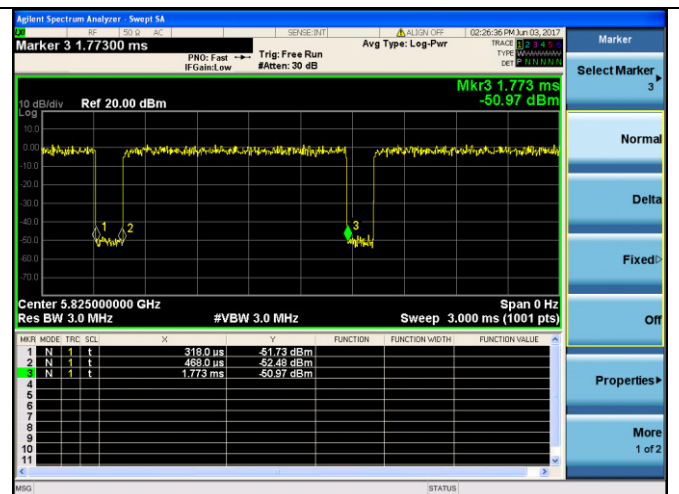 Agilent Spectrum Analyzer - Swept SA
RF 50 Ω AC SENSE:INT ALIGN OFF 02:26:36 PM Jun 03, 2017
Marker 3 1.77300 ms
PNO: Fast
IFGain:Low
Trig: Free Run
#Atten: 30 dB
Avg Type: Log-Pwr
TRACE 1 2 3 4 5 6
TYPE
DET P N N N N N
Mkr3 1.773 ms
-50.97 dBm
10 dB/div Ref 20.00 dBm
Log
10.0
0.00
-10.0
-20.0
-30.0
-40.0
-50.0
-60.0
-70.0
1
2
3
Center 5.825000000 GHz Span 0 Hz
Res BW 3.0 MHz #VBW 3.0 MHz Sweep 3.000 ms (1001 pts)
MKR MODE TRC SCL X Y FUNCTION FUNCTION WIDTH FUNCTION VALUE
1 N 1 t 318.0 µs -51.73 dBm
2 N 1 t 468.0 µs -52.48 dBm
3 N 1 t 1.773 ms -50.97 dBm
4
5
6
7
8
9
10
11
MSG STATUS
Marker
Select Marker
3
Normal
Delta
Fixed
Off
Properties
More
1 of 2